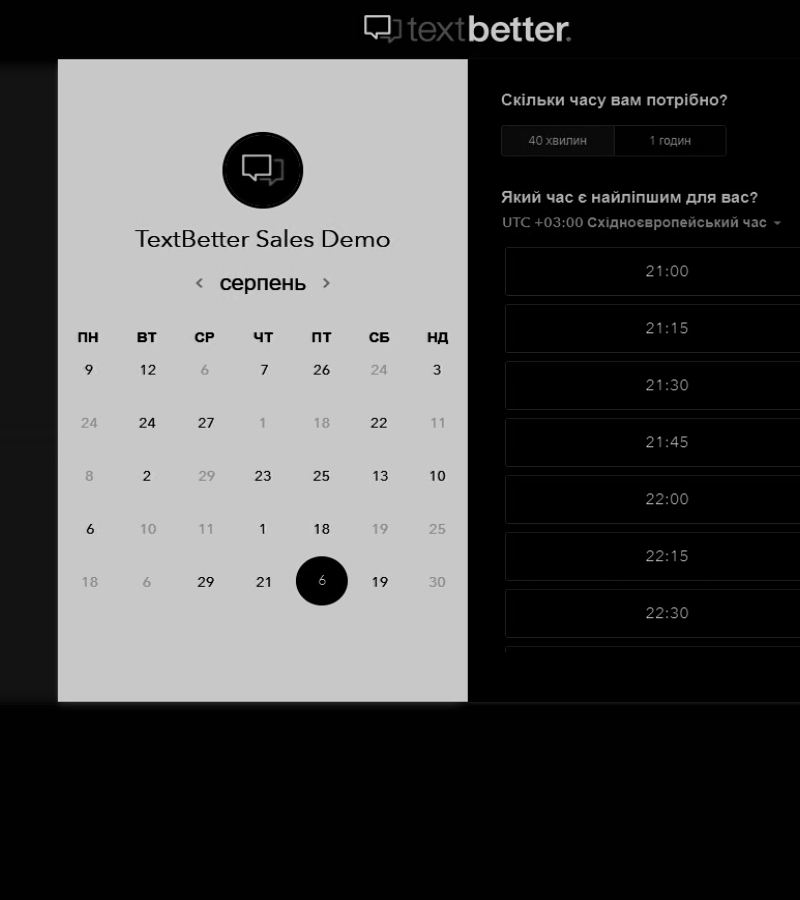 textbetter.
TextBetter Sales Demo
серпень
ПН ВТ СР ЧТ ПТ СБ НД
9 12 6 7 26 24 3
24 24 27 1 18 22 11
8 2 29 23 25 13 10
6 10 11 1 18 19 25
18 6 29 21 6 19 30
Скільки часу вам потрібно?
40 хвилин 1 годин
Який час є найліпшим для вас?
UTC +03:00 Східноєвропейський час
21:00
21:15
21:30
21:45
22:00
22:15
22:30